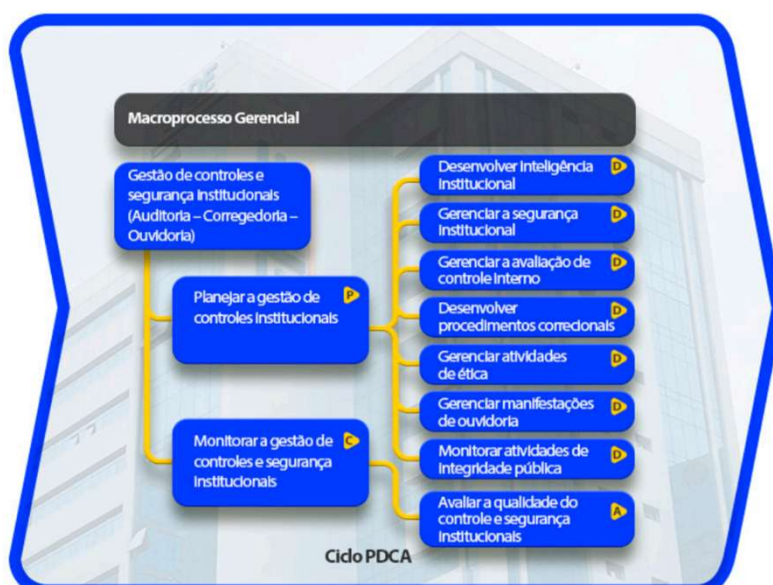 Macroprocesso Gerencial
Gestão de controles e
segurança institucionais
(Auditoria – Corregedoria –
Ouvidoria)
Planejar a gestão de
controles institucionais
P
Monitorar a gestão de
controles e segurança
institucionais
C
Desenvolver inteligência
institucional
D
Gerenciar a segurança
institucional
D
Gerenciar a avaliação de
controle interno
D
Desenvolver
procedimentos correcionais
D
Gerenciar atividades
de ética
D
Gerenciar manifestações
de ouvidoria
D
Monitorar atividades de
integridade pública
D
Avaliar a qualidade do
controle e segurança
institucionais
A
Ciclo PDCA